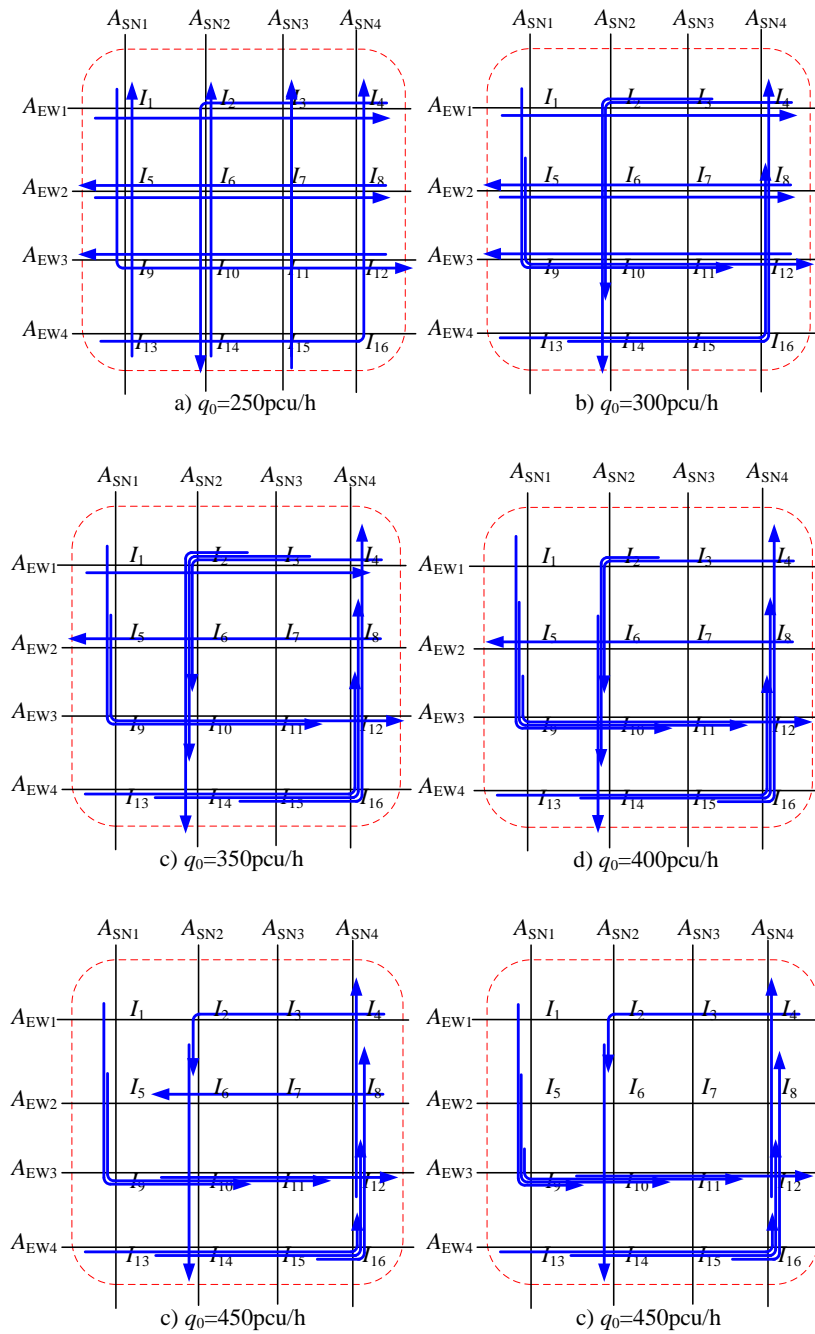 A_SN1 A_SN2 A_SN3 A_SN4
A_EW1 I_1 I_2 I_3 I_4
A_EW2 I_5 I_6 I_7 I_8
A_EW3 I_9 I_10 I_11 I_12
A_EW4 I_13 I_14 I_15 I_16
a) q_0=250pcu/h
A_SN1 A_SN2 A_SN3 A_SN4
A_EW1 I_1 I_2 I_3 I_4
A_EW2 I_5 I_6 I_7 I_8
A_EW3 I_9 I_10 I_11 I_12
A_EW4 I_13 I_14 I_15 I_16
b) q_0=300pcu/h
A_SN1 A_SN2 A_SN3 A_SN4
A_EW1 I_1 I_2 I_3 I_4
A_EW2 I_5 I_6 I_7 I_8
A_EW3 I_9 I_10 I_11 I_12
A_EW4 I_13 I_14 I_15 I_16
c) q_0=350pcu/h
A_SN1 A_SN2 A_SN3 A_SN4
A_EW1 I_1 I_2 I_3 I_4
A_EW2 I_5 I_6 I_7 I_8
A_EW3 I_9 I_10 I_11 I_12
A_EW4 I_13 I_14 I_15 I_16
d) q_0=400pcu/h
A_SN1 A_SN2 A_SN3 A_SN4
A_EW1 I_1 I_2 I_3 I_4
A_EW2 I_5 I_6 I_7 I_8
A_EW3 I_9 I_10 I_11 I_12
A_EW4 I_13 I_14 I_15 I_16
c) q_0=450pcu/h
A_SN1 A_SN2 A_SN3 A_SN4
A_EW1 I_1 I_2 I_3 I_4
A_EW2 I_5 I_6 I_7 I_8
A_EW3 I_9 I_10 I_11 I_12
A_EW4 I_13 I_14 I_15 I_16
c) q_0=450pcu/h